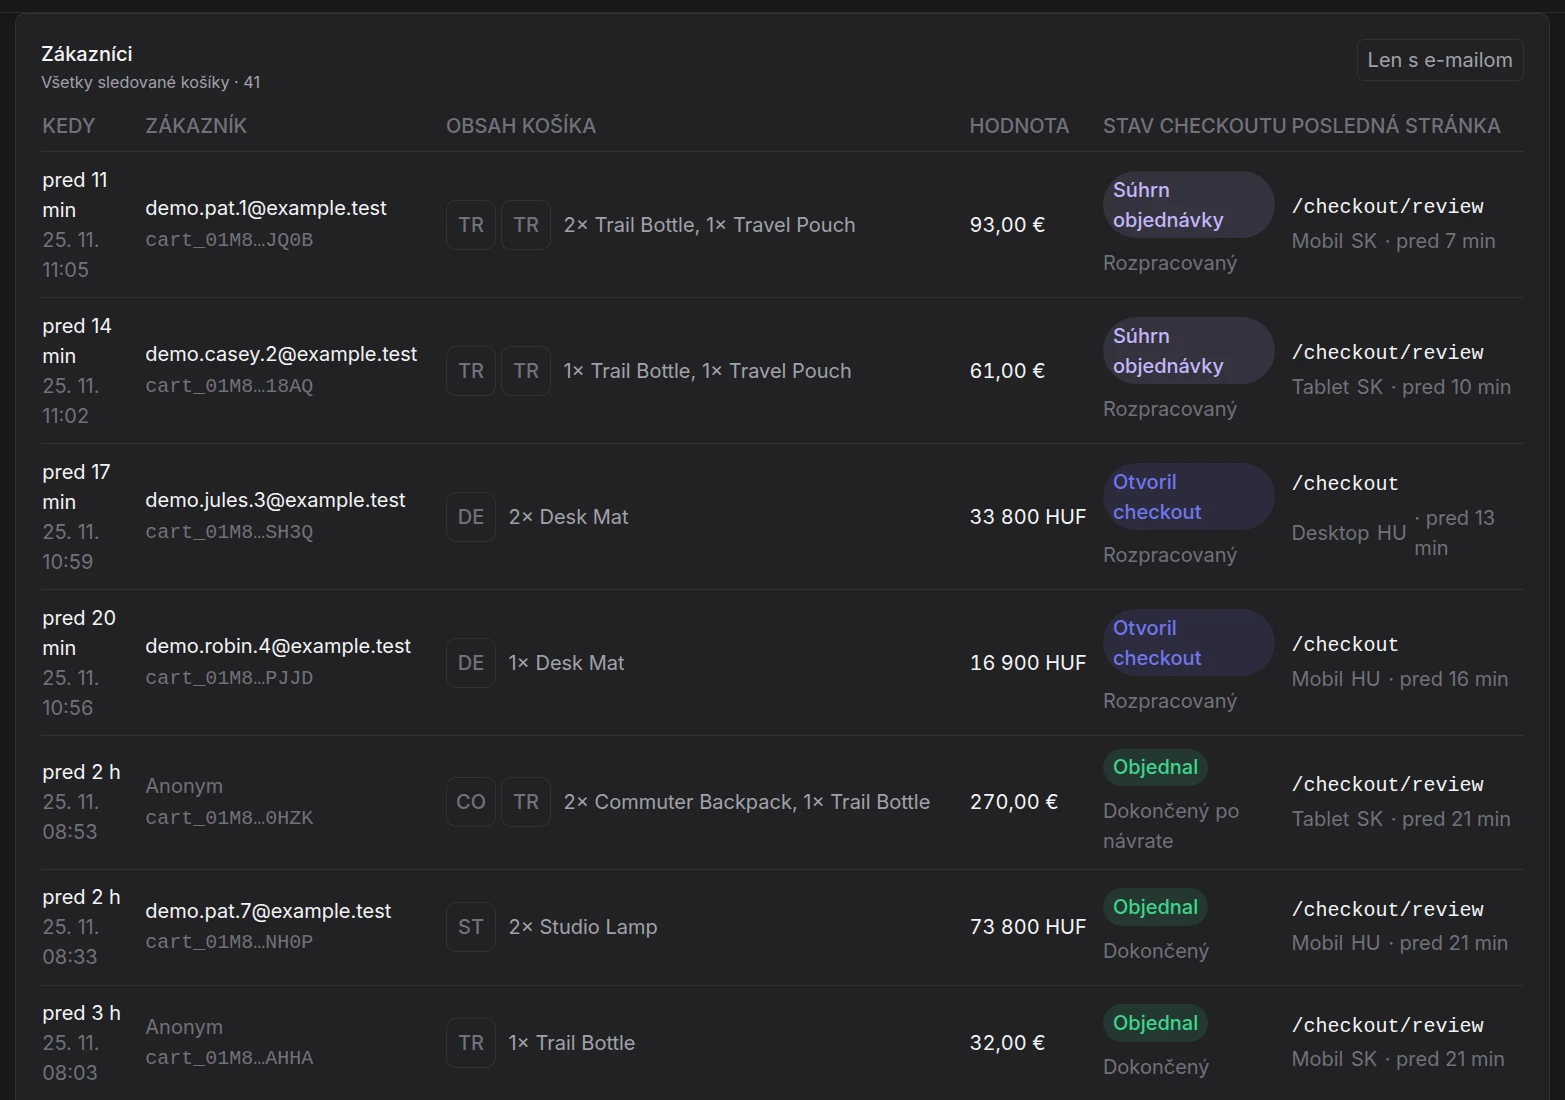 Zákazníci
Všetky sledované košíky · 41
Len s e-mailom
KEDY ZÁKAZNÍK OBSAH KOŠÍKA HODNOTA STAV CHECKOUTU POSLEDNÁ STRÁNKA
pred 11
min
25. 11.
11:05
demo.pat.1@example.test
cart_01M8…JQ0B
TR TR 2× Trail Bottle, 1× Travel Pouch
93,00 €
Súhrn
objednávky
Rozpracovaný
/checkout/review
Mobil SK · pred 7 min
pred 14
min
25. 11.
11:02
demo.casey.2@example.test
cart_01M8…18AQ
TR TR 1× Trail Bottle, 1× Travel Pouch
61,00 €
Súhrn
objednávky
Rozpracovaný
/checkout/review
Tablet SK · pred 10 min
pred 17
min
25. 11.
10:59
demo.jules.3@example.test
cart_01M8…SH3Q
DE 2× Desk Mat
33 800 HUF
Otvoril
checkout
Rozpracovaný
/checkout
Desktop HU · pred 13
min
pred 20
min
25. 11.
10:56
demo.robin.4@example.test
cart_01M8…PJJD
DE 1× Desk Mat
16 900 HUF
Otvoril
checkout
Rozpracovaný
/checkout
Mobil HU · pred 16 min
pred 2 h
25. 11.
08:53
Anonym
cart_01M8…0HZK
CO TR 2× Commuter Backpack, 1× Trail Bottle
270,00 €
Objednal
Dokončený po
návrate
/checkout/review
Tablet SK · pred 21 min
pred 2 h
25. 11.
08:33
demo.pat.7@example.test
cart_01M8…NH0P
ST 2× Studio Lamp
73 800 HUF
Objednal
Dokončený
/checkout/review
Mobil HU · pred 21 min
pred 3 h
25. 11.
08:03
Anonym
cart_01M8…AHHA
TR 1× Trail Bottle
32,00 €
Objednal
Dokončený
/checkout/review
Mobil SK · pred 21 min